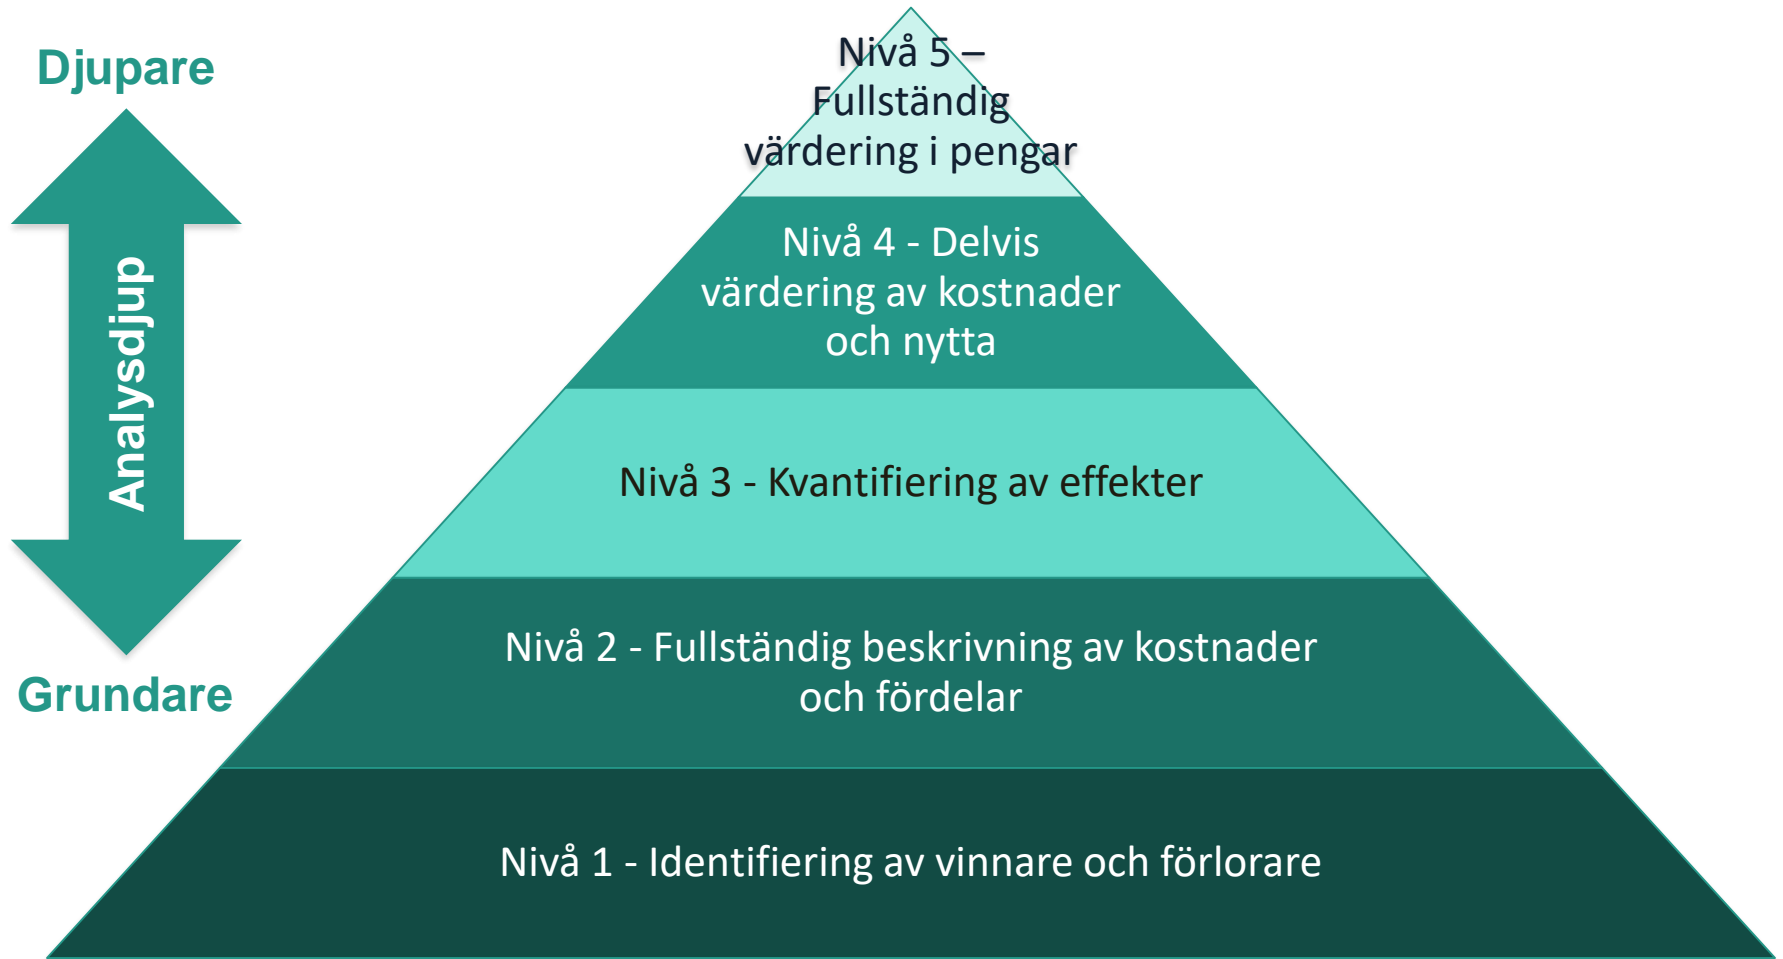 Djupare
Analysdjup
Grundare
Nivå 5 –
Fullständig
värdering i pengar
Nivå 4 - Delvis
värdering av kostnader
och nytta
Nivå 3 - Kvantifiering av effekter
Nivå 2 - Fullständig beskrivning av kostnader
och fördelar
Nivå 1 - Identifiering av vinnare och förlorare